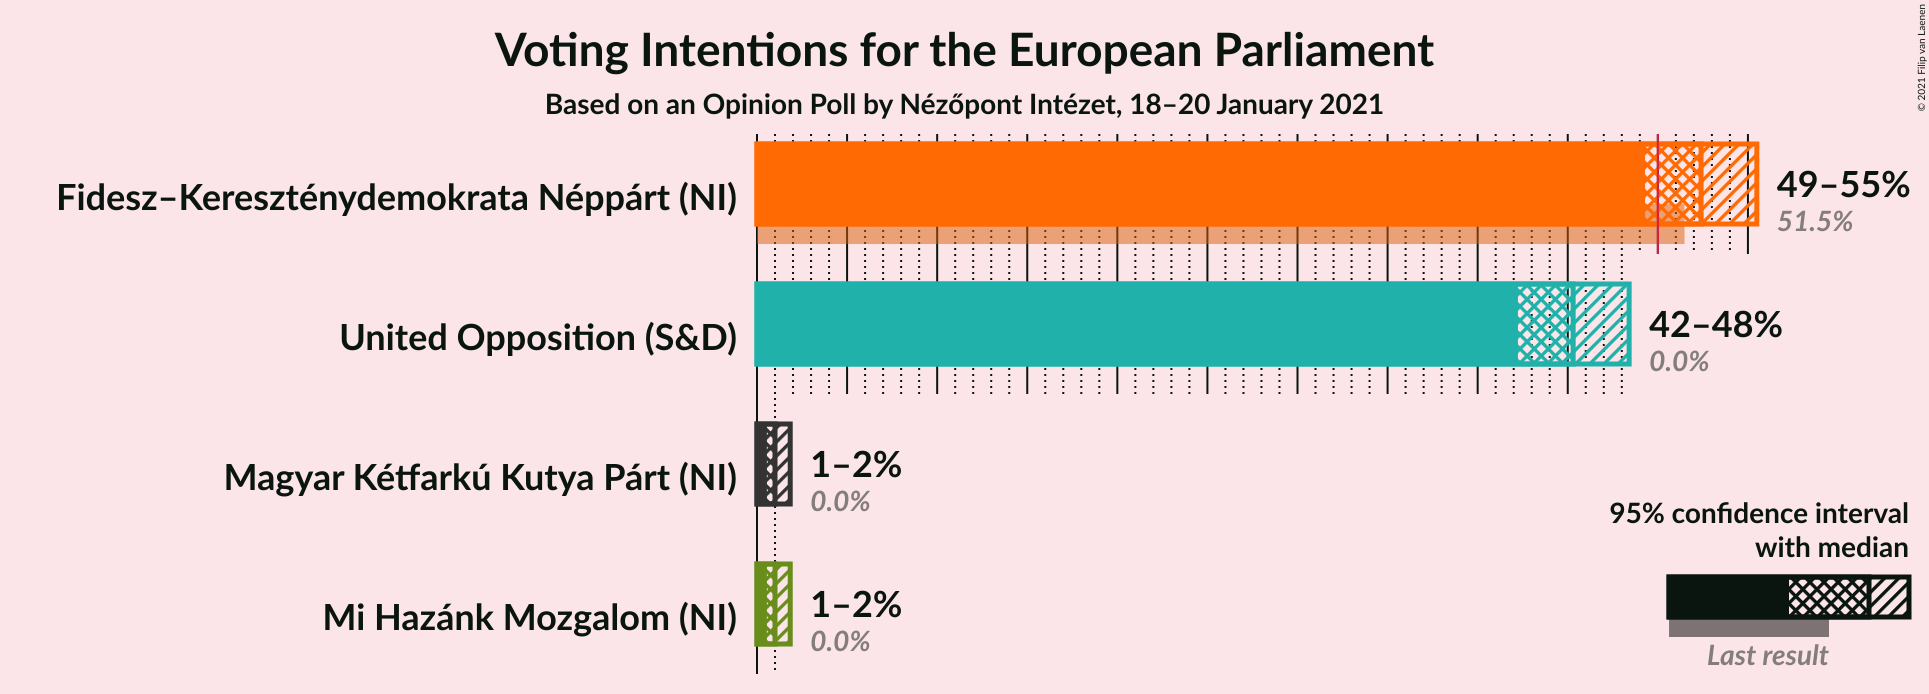 Voting Intentions for the European Parliament
Based on an Opinion Poll by Nézőpont Intézet, 18–20 January 2021
© 2021 Filip van Laenen
Fidesz–Kereszténydemokrata Néppárt (NI)
49–55%
51.5%
United Opposition (S&D)
42–48%
0.0%
Magyar Kétfarkú Kutya Párt (NI)
1–2%
0.0%
Mi Hazánk Mozgalom (NI)
1–2%
0.0%
95% confidence interval
with median
Last result